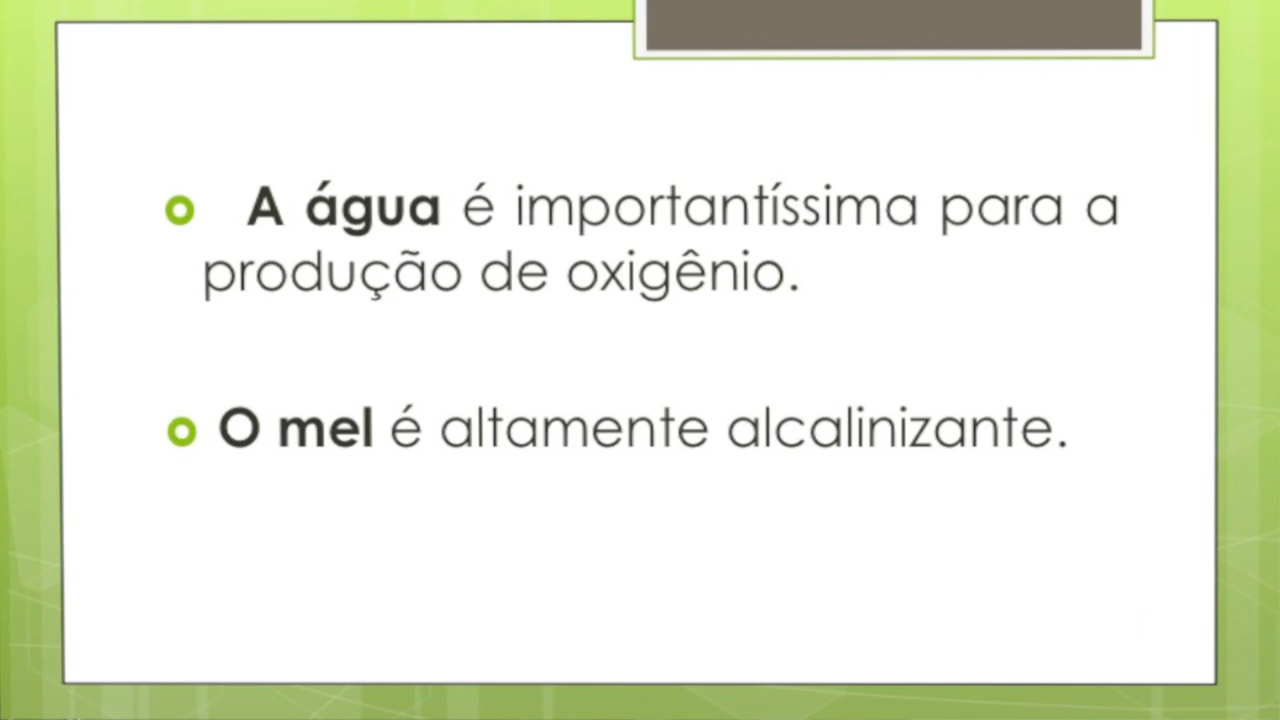 A água é importantíssima para a
produção de oxigênio.
O mel é altamente alcalinizante.